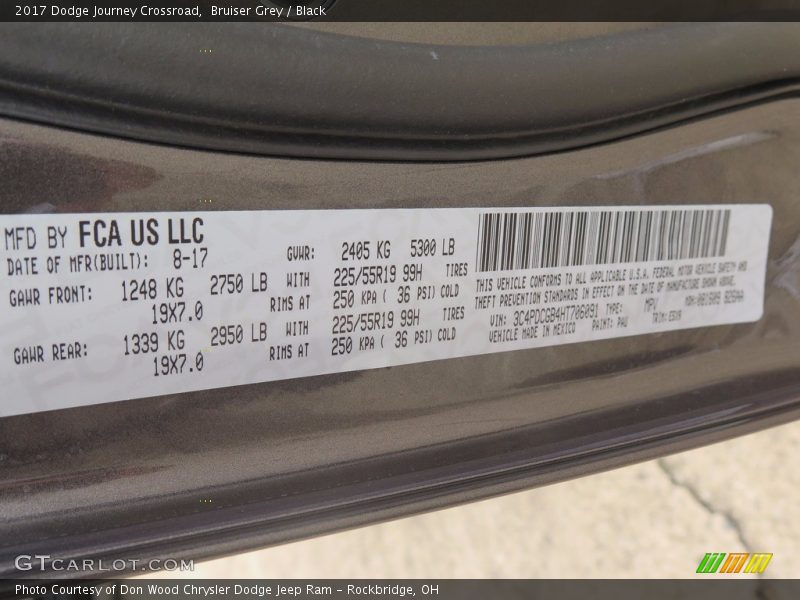 2017 Dodge Journey Crossroad, Bruiser Grey / Black
MFD BY FCA US LLC
DATE OF MFR(BUILT): 8-17
GVWR: 2405 KG 5300 LB
GAWR FRONT: 1248 KG 2750 LB WITH 225/55R19 99H TIRES
19X7.0 RIMS AT 250 KPA ( 36 PSI) COLD
GAWR REAR: 1339 KG 2950 LB WITH 225/55R19 99H TIRES
19X7.0 RIMS AT 250 KPA ( 36 PSI) COLD
THIS VEHICLE CONFORMS TO ALL APPLICABLE U.S.A. FEDERAL MOTOR VEHICLE SAFETY AND
THEFT PREVENTION STANDARDS IN EFFECT ON THE DATE OF MANUFACTURE SHOWN ABOVE.
VIN: 3C4PDCGB4HT706091 TYPE: MPV MDH:
VEHICLE MADE IN MEXICO PAINT: PAU TRIM:
GTCARLOT.COM
Photo Courtesy of Don Wood Chrysler Dodge Jeep Ram – Rockbridge, OH